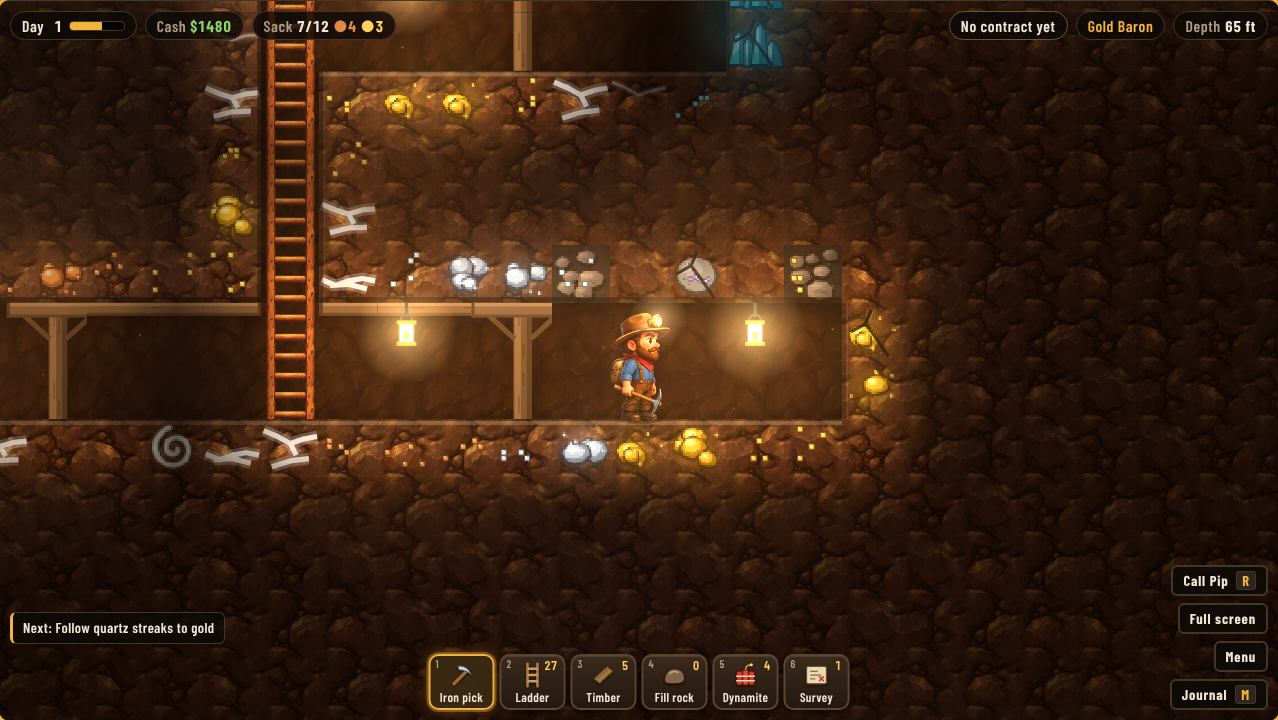 Day 1
Cash $1480
Sack 7/12 4 3
No contract yet
Gold Baron
Depth 65 ft
Call Pip R
Full screen
Next: Follow quartz streaks to gold
Menu
Journal M
1 Iron pick
2 27 Ladder
3 5 Timber
4 0 Fill rock
5 4 Dynamite
6 1 Survey